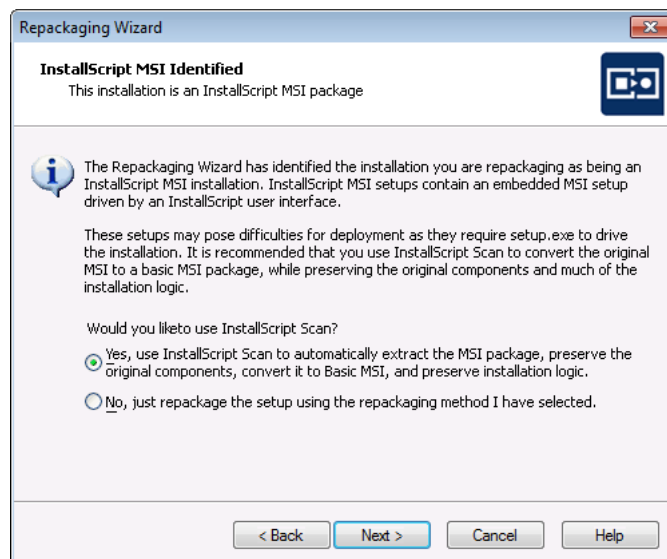 Repackaging Wizard
InstallScript MSI Identified
This installation is an InstallScript MSI package
The Repackaging Wizard has identified the installation you are repackaging as being an
InstallScript MSI installation. InstallScript MSI setups contain an embedded MSI setup
driven by an InstallScript user interface.
These setups may pose difficulties for deployment as they require setup.exe to drive
the installation. It is recommended that you use InstallScript Scan to convert the original
MSI to a basic MSI package, while preserving the original components and much of the
installation logic.
Would you liketo use InstallScript Scan?
Yes, use InstallScript Scan to automatically extract the MSI package, preserve the
original components, convert it to Basic MSI, and preserve installation logic.
No, just repackage the setup using the repackaging method I have selected.
< Back Next > Cancel Help